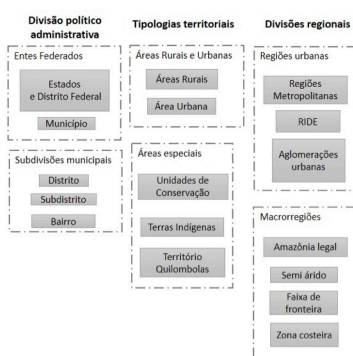 Divisão político
administrativa
Entes Federados
Estados
e Distrito Federal
Município
Subdivisões municipais
Distrito
Subdistrito
Bairro
Tipologias territoriais
Áreas Rurais e Urbanas
Áreas Rurais
Área Urbana
Áreas especiais
Unidades de
Conservação
Terras Indígenas
Território
Quilombolas
Divisões regionais
Regiões urbanas
Regiões
Metropolitanas
RIDE
Aglomerações
urbanas
Macrorregiões
Amazônia legal
Semi árido
Faixa de
fronteira
Zona costeira